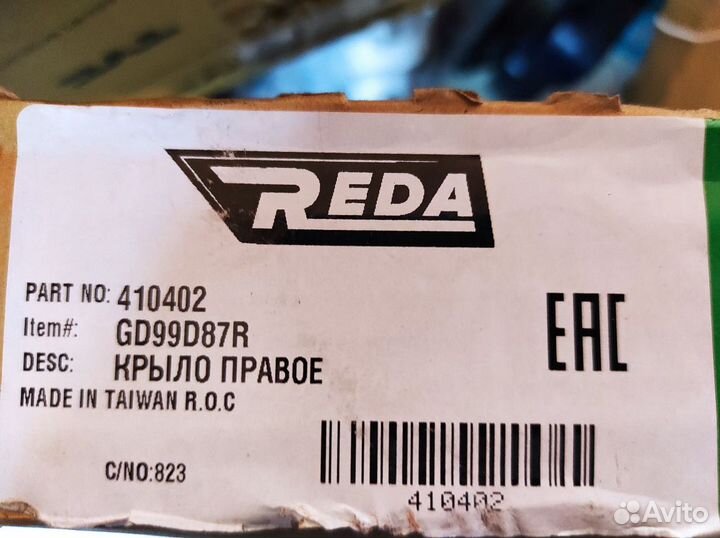 REDA
PART NO: 410402
Item#: GD99D87R
DESC: КРЫЛО ПРАВОЕ
MADE IN TAIWAN R.O.C
EAC
C/NO:823
410402
Avito